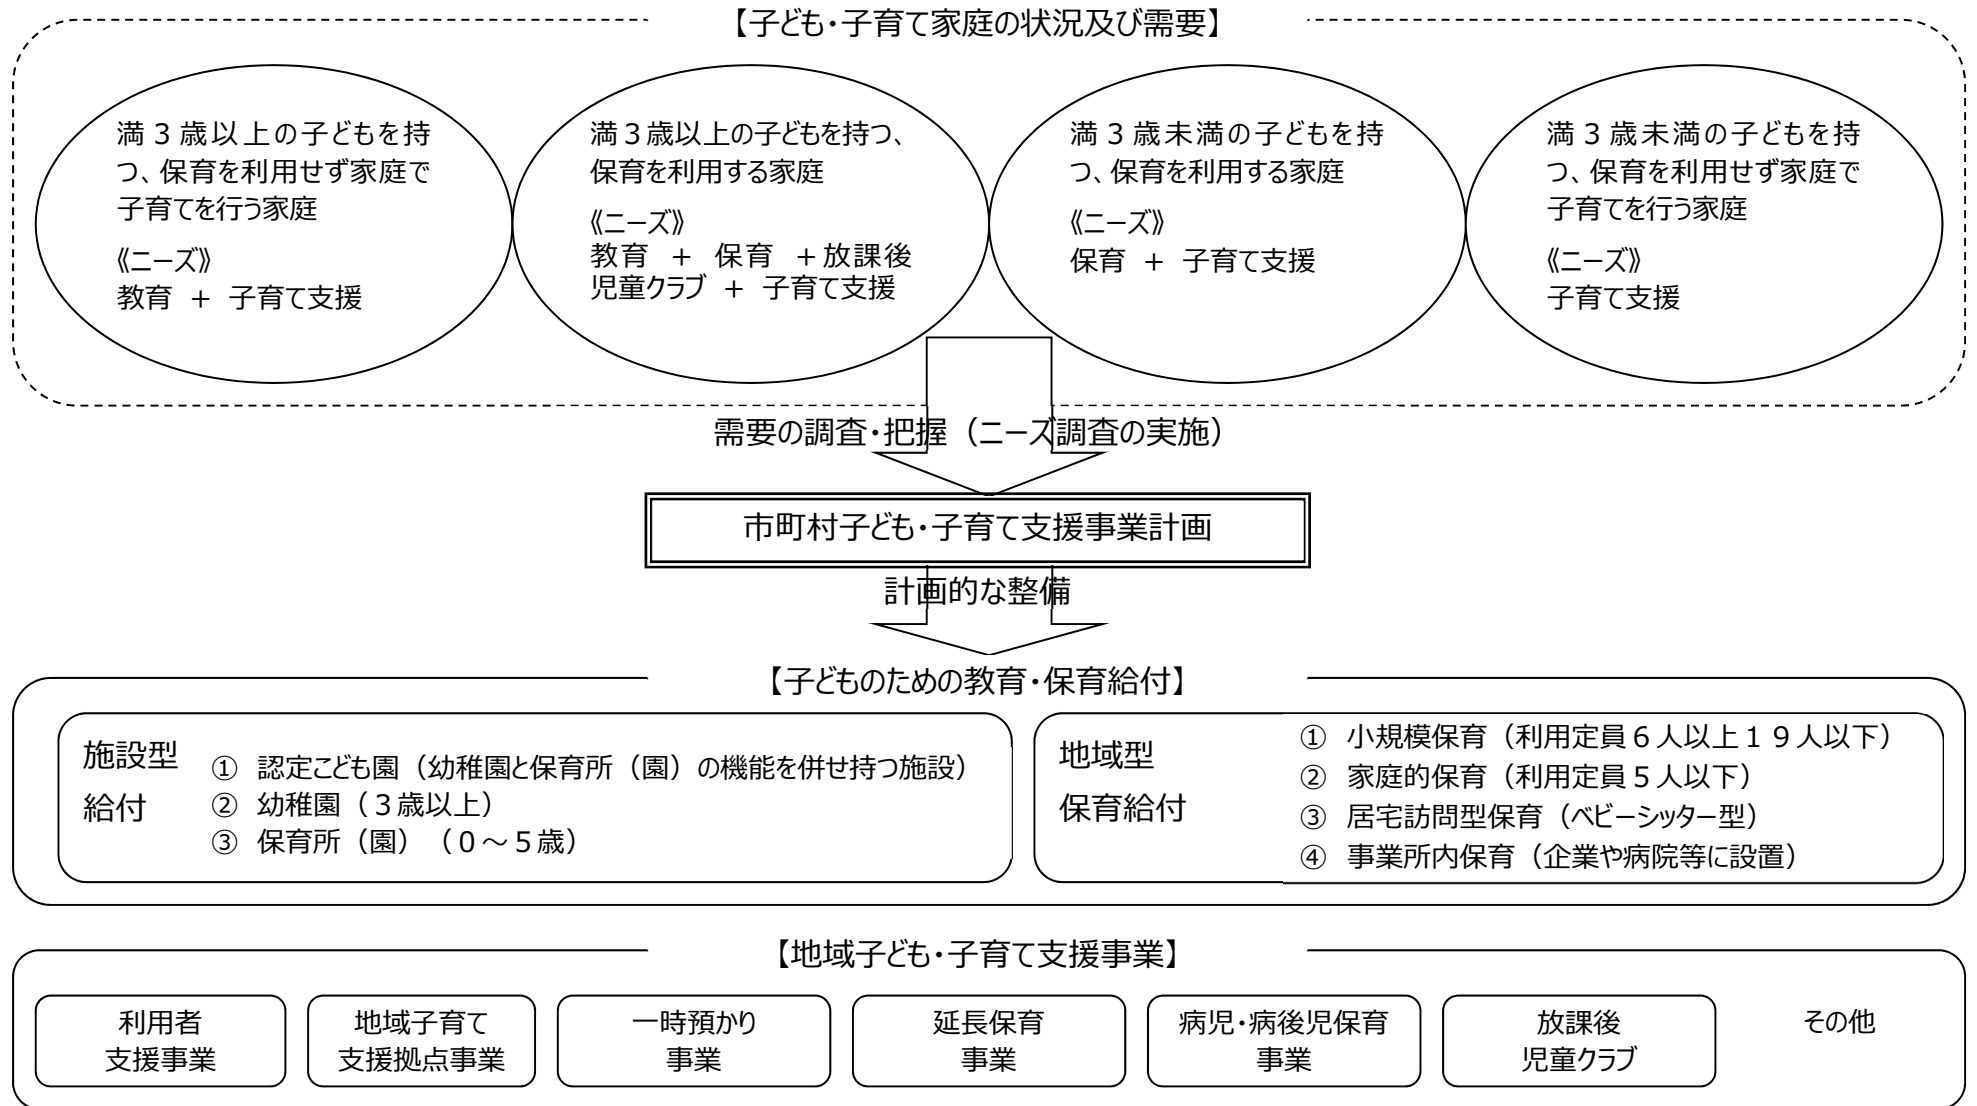 【子ども・子育て家庭の状況及び需要】
満３歳以上の子どもを持
つ、保育を利用せず家庭で
子育てを行う家庭
《ニーズ》
教育 ＋ 子育て支援
満３歳以上の子どもを持つ、
保育を利用する家庭
《ニーズ》
教育 ＋ 保育 ＋放課後
児童クラブ ＋ 子育て支援
満３歳未満の子どもを持
つ、保育を利用する家庭
《ニーズ》
保育 ＋ 子育て支援
満３歳未満の子どもを持
つ、保育を利用せず家庭で
子育てを行う家庭
《ニーズ》
子育て支援
需要の調査・把握（ニーズ調査の実施）
市町村子ども・子育て支援事業計画
計画的な整備
【子どものための教育・保育給付】
施設型
給付
① 認定こども園（幼稚園と保育所（園）の機能を併せ持つ施設）
② 幼稚園（３歳以上）
③ 保育所（園）（０～５歳）
地域型
保育給付
① 小規模保育（利用定員６人以上１９人以下）
② 家庭的保育（利用定員５人以下）
③ 居宅訪問型保育（ベビーシッター型）
④ 事業所内保育（企業や病院等に設置）
【地域子ども・子育て支援事業】
利用者
支援事業
地域子育て
支援拠点事業
一時預かり
事業
延長保育
事業
病児・病後児保育
事業
放課後
児童クラブ
その他